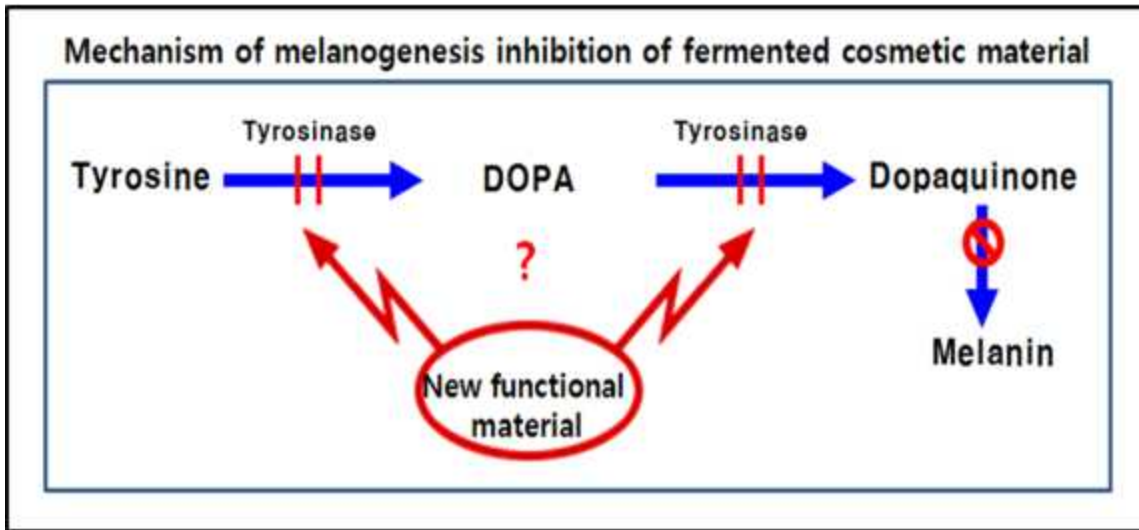 Mechanism of melanogenesis inhibition of fermented cosmetic material
Tyrosinase
Tyrosinase
Tyrosine
DOPA
Dopaquinone
?
New functional
material
Melanin